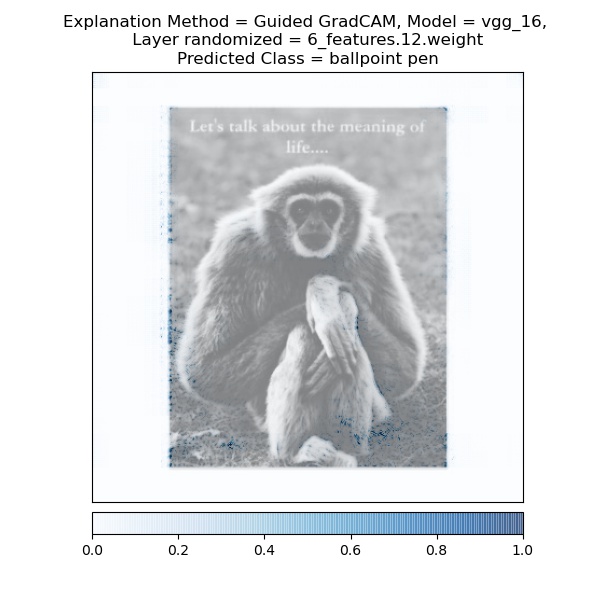 Explanation Method = Guided GradCAM, Model = vgg_16,
Layer randomized = 6_features.12.weight
Predicted Class = ballpoint pen
Let's talk about the meaning of
life....
0.0 0.2 0.4 0.6 0.8 1.0